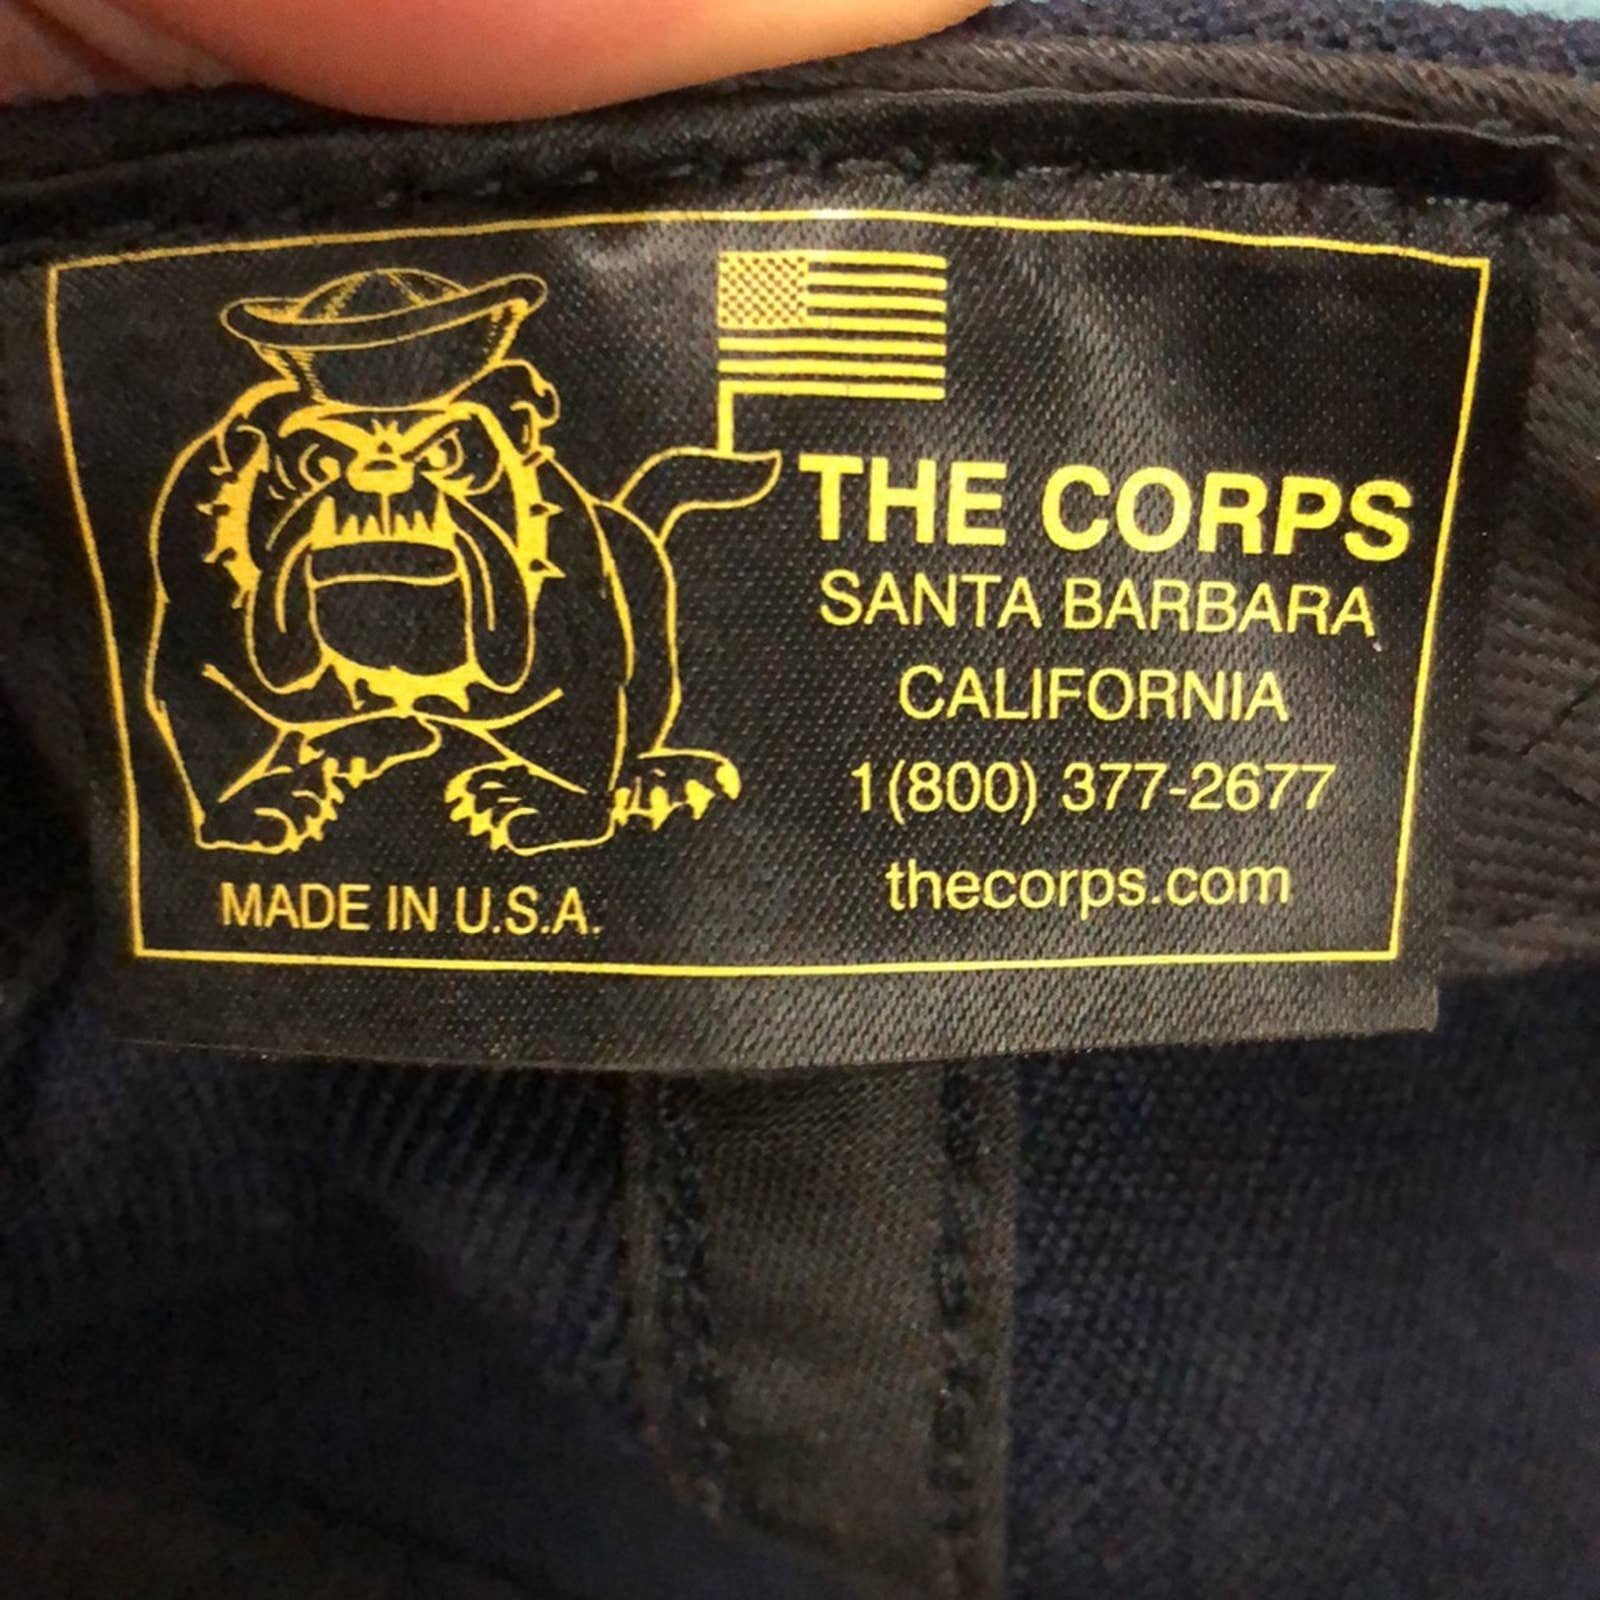 THE CORPS
SANTA BARBARA
CALIFORNIA
1(800) 377-2677
thecorps.com
MADE IN U.S.A.